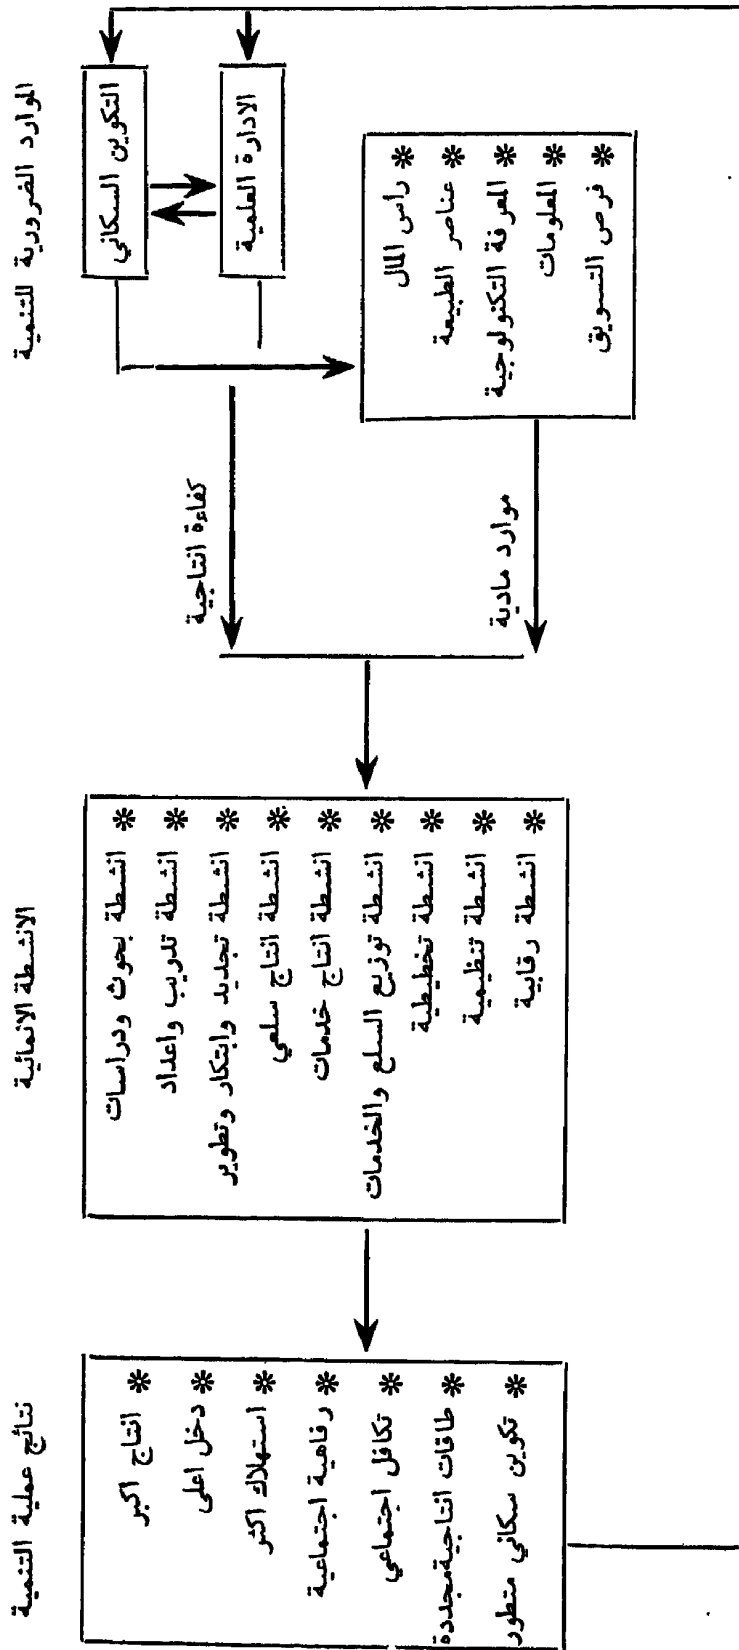 الموارد الضرورية للتنمية
التكوين السكاني
الادارة العلمية
* راس المال
* عناصر الطبيعة
* المعرفة التكنولوجية
* المعلومات
* فرص التسويق
كفاءة انتاجية
موارد مادية
الانشطة الانمائية
* انشطة بحوث ودراسات
* انشطة تدريب واعداد
* انشطة تجديد وابتكار وتطوير
* انشطة انتاج سلعي
* انشطة انتاج خدمات
* انشطة توزيع السلع والخدمات
* انشطة تخطيطية
* انشطة تنظيمية
* انشطة رقابية
نتائج عملية التنمية
* انتاج اكبر
* دخل اعلى
* استهلاك اكثر
* رفاهية اجتماعية
* تكافل اجتماعي
* طاقات انتاجية مجددة
* تكوين سكاني متطور